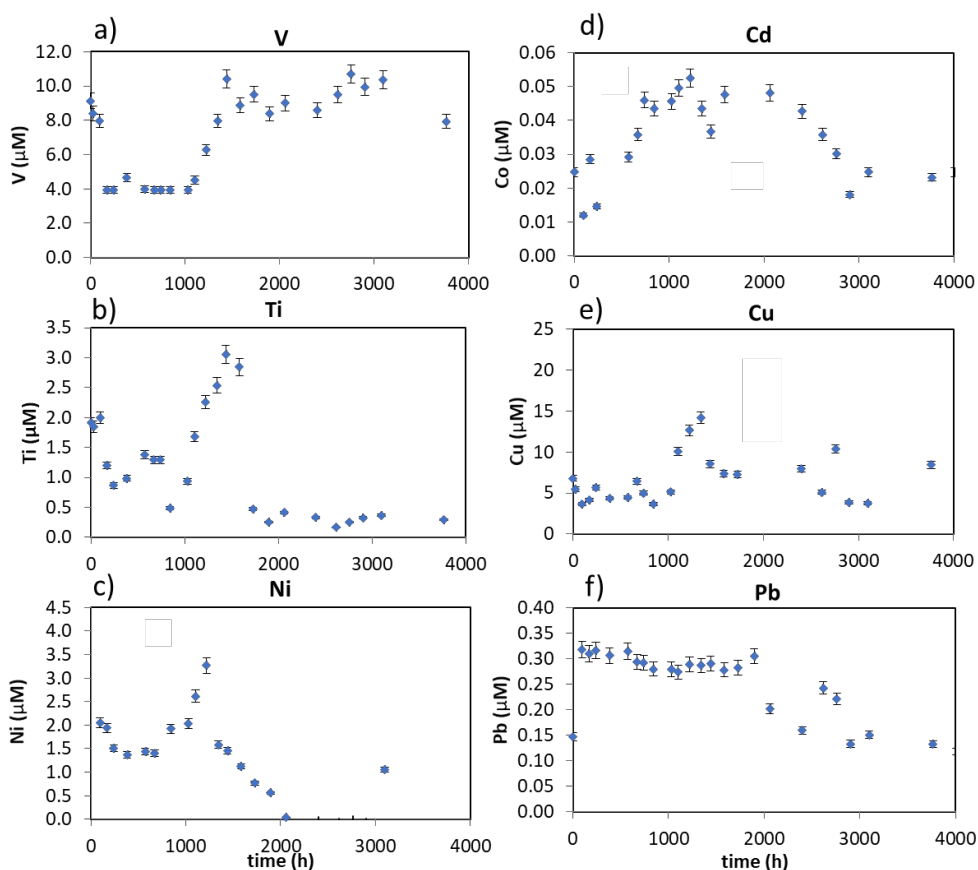 a)
V
12.0
10.0
8.0
6.0
4.0
2.0
0.0
V (μM)
0 1000 2000 3000 4000
b)
Ti
3.5
3.0
2.5
2.0
1.5
1.0
0.5
0.0
Ti (μM)
0 1000 2000 3000 4000
c)
Ni
4.5
4.0
3.5
3.0
2.5
2.0
1.5
1.0
0.5
0.0
Ni (μM)
0 1000 2000 3000 4000
time (h)
d)
Cd
0.06
0.05
0.04
0.03
0.02
0.01
0.00
Co (μM)
0 1000 2000 3000 4000
e)
Cu
25
20
15
10
5
0
Cu (μM)
0 1000 2000 3000 4000
f)
Pb
0.40
0.35
0.30
0.25
0.20
0.15
0.10
0.05
0.00
Pb (μM)
0 1000 2000 3000 4000
time (h)